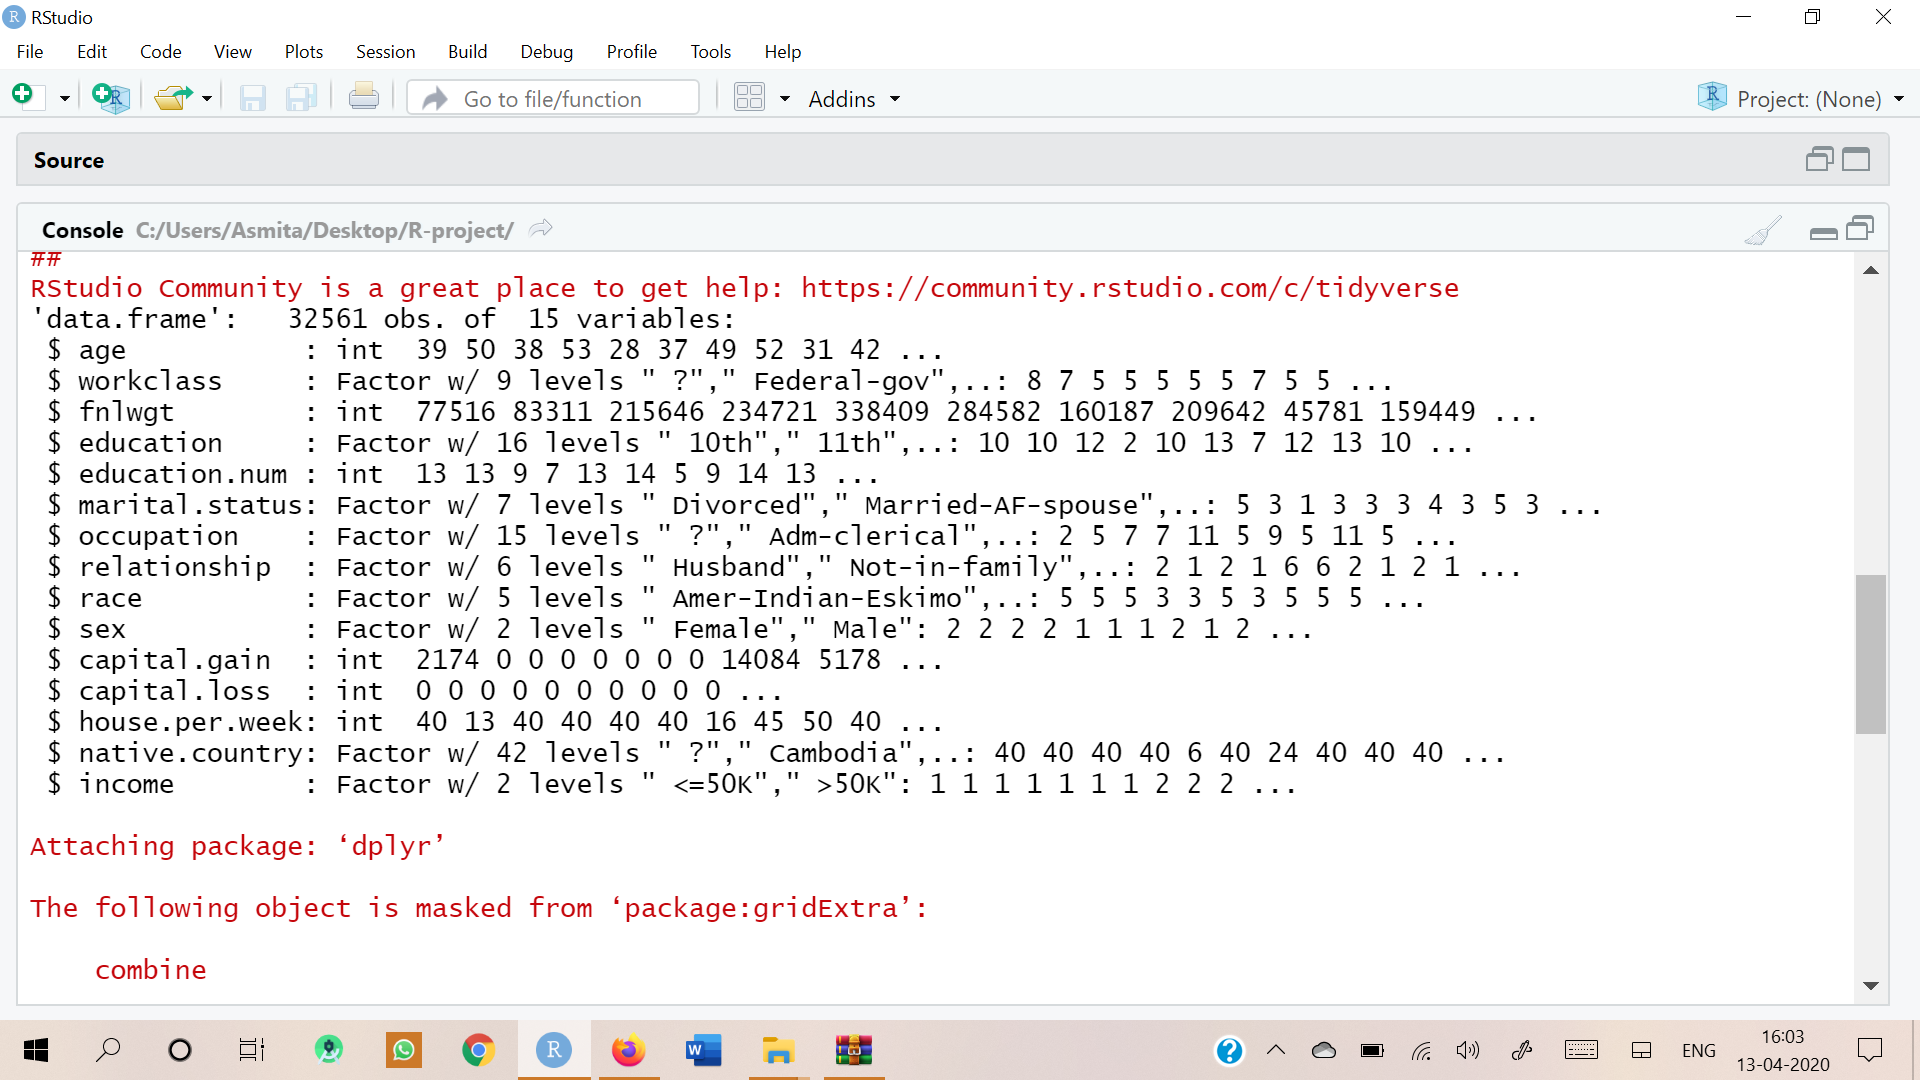 RStudio
File Edit Code View Plots Session Build Debug Profile Tools Help
Go to file/function Addins Project: (None)
Source
Console C:/Users/Asmita/Desktop/R-project/
##
RStudio Community is a great place to get help: https://community.rstudio.com/c/tidyverse
'data.frame':   32561 obs. of  15 variables:
 $ age           : int  39 50 38 53 28 37 49 52 31 42 ...
 $ workclass     : Factor w/ 9 levels " ?"," Federal-gov",..: 8 7 5 5 5 5 5 7 5 5 ...
 $ fnlwgt        : int  77516 83311 215646 234721 338409 284582 160187 209642 45781 159449 ...
 $ education     : Factor w/ 16 levels " 10th"," 11th",..: 10 10 12 2 10 13 7 12 13 10 ...
 $ education.num : int  13 13 9 7 13 14 5 9 14 13 ...
 $ marital.status: Factor w/ 7 levels " Divorced"," Married-AF-spouse",..: 5 3 1 3 3 3 4 3 5 3 ...
 $ occupation    : Factor w/ 15 levels " ?"," Adm-clerical",..: 2 5 7 7 11 5 9 5 11 5 ...
 $ relationship  : Factor w/ 6 levels " Husband"," Not-in-family",..: 2 1 2 1 6 6 2 1 2 1 ...
 $ race          : Factor w/ 5 levels " Amer-Indian-Eskimo",..: 5 5 5 3 3 5 3 5 5 5 ...
 $ sex           : Factor w/ 2 levels " Female"," Male": 2 2 2 2 1 1 1 2 1 2 ...
 $ capital.gain  : int  2174 0 0 0 0 0 0 0 14084 5178 ...
 $ capital.loss  : int  0 0 0 0 0 0 0 0 0 0 ...
 $ house.per.week: int  40 13 40 40 40 40 16 45 50 40 ...
 $ native.country: Factor w/ 42 levels " ?"," Cambodia",..: 40 40 40 40 6 40 24 40 40 40 ...
 $ income        : Factor w/ 2 levels " <=50K"," >50K": 1 1 1 1 1 1 1 2 2 2 ...
Attaching package: ‘dplyr’
The following object is masked from ‘package:gridExtra’:
    combine
ENG
16:03
13-04-2020